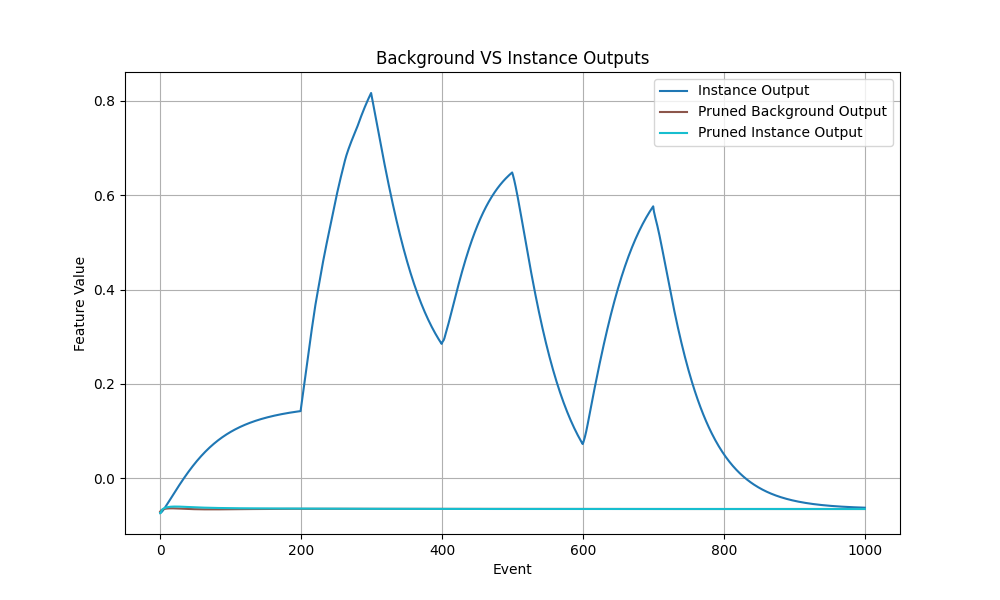 Background VS Instance Outputs
Instance Output
Pruned Background Output
Pruned Instance Output
0.8
0.6
0.4
0.2
0.0
Feature Value
0 200 400 600 800 1000
Event